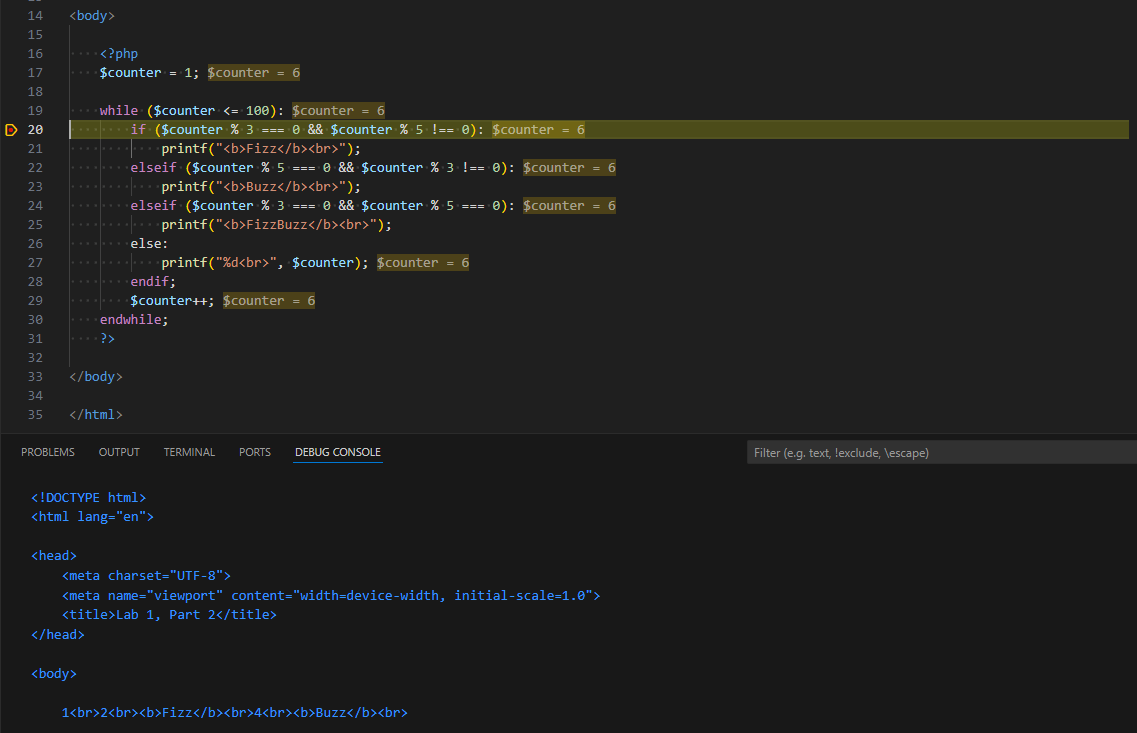 14 <body>
15
16 <?php
17 $counter = 1; $counter = 6
18
19 while ($counter <= 100): $counter = 6
20 if ($counter % 3 === 0 && $counter % 5 !== 0): $counter = 6
21 printf("<b>Fizz</b><br>");
22 elseif ($counter % 5 === 0 && $counter % 3 !== 0): $counter = 6
23 printf("<b>Buzz</b><br>");
24 elseif ($counter % 3 === 0 && $counter % 5 === 0): $counter = 6
25 printf("<b>FizzBuzz</b><br>");
26 else:
27 printf("%d<br>", $counter); $counter = 6
28 endif;
29 $counter++; $counter = 6
30 endwhile;
31 ?>
32
33 </body>
34
35 </html>
PROBLEMS OUTPUT TERMINAL PORTS DEBUG CONSOLE Filter (e.g. text, !exclude, \escape)
<!DOCTYPE html>
<html lang="en">
<head>
<meta charset="UTF-8">
<meta name="viewport" content="width=device-width, initial-scale=1.0">
<title>Lab 1, Part 2</title>
</head>
<body>
1<br>2<br><b>Fizz</b><br>4<br><b>Buzz</b><br>